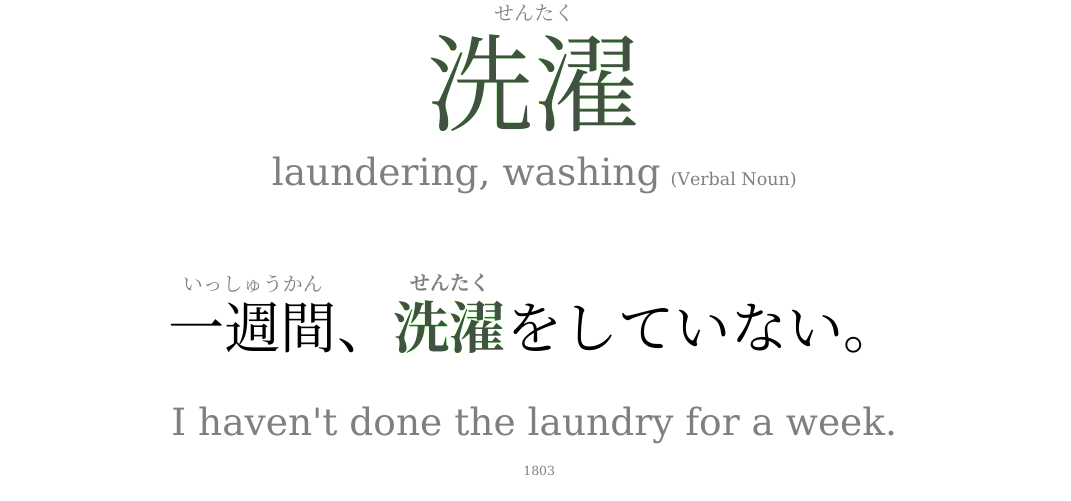 せんたく
洗濯
laundering, washing (Verbal Noun)
いっしゅうかん せんたく
一週間、洗濯をしていない。
I haven't done the laundry for a week.
1803